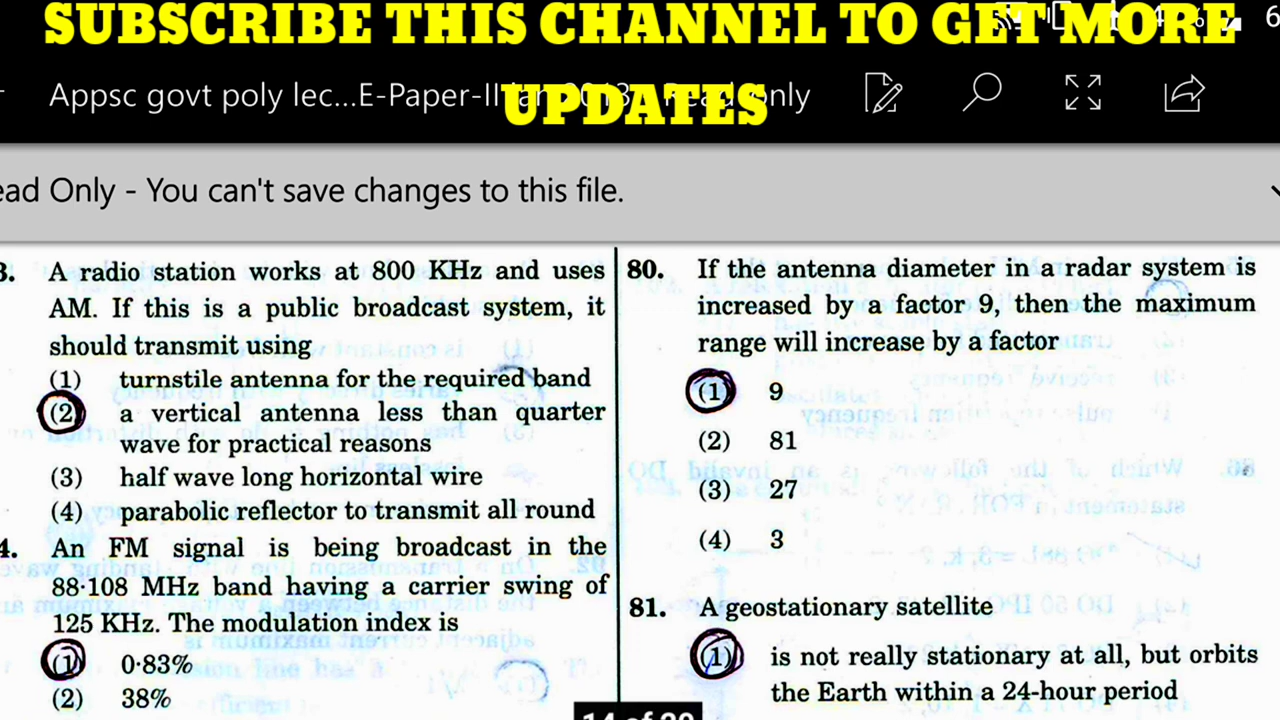 SUBSCRIBE THIS CHANNEL TO GET MORE
UPDATES
Appsc govt poly lec...E-Paper-II Read only
ead Only - You can't save changes to this file.
3. A radio station works at 800 KHz and uses
AM. If this is a public broadcast system, it
should transmit using
(1) turnstile antenna for the required band
(2) a vertical antenna less than quarter
wave for practical reasons
(3) half wave long horizontal wire
(4) parabolic reflector to transmit all round
4. An FM signal is being broadcast in the
88·108 MHz band having a carrier swing of
125 KHz. The modulation index is
(1) 0·83%
(2) 38%
80. If the antenna diameter in a radar system is
increased by a factor 9, then the maximum
range will increase by a factor
(1) 9
(2) 81
(3) 27
(4) 3
81. A geostationary satellite
(1) is not really stationary at all, but orbits
the Earth within a 24-hour period
14 of 20